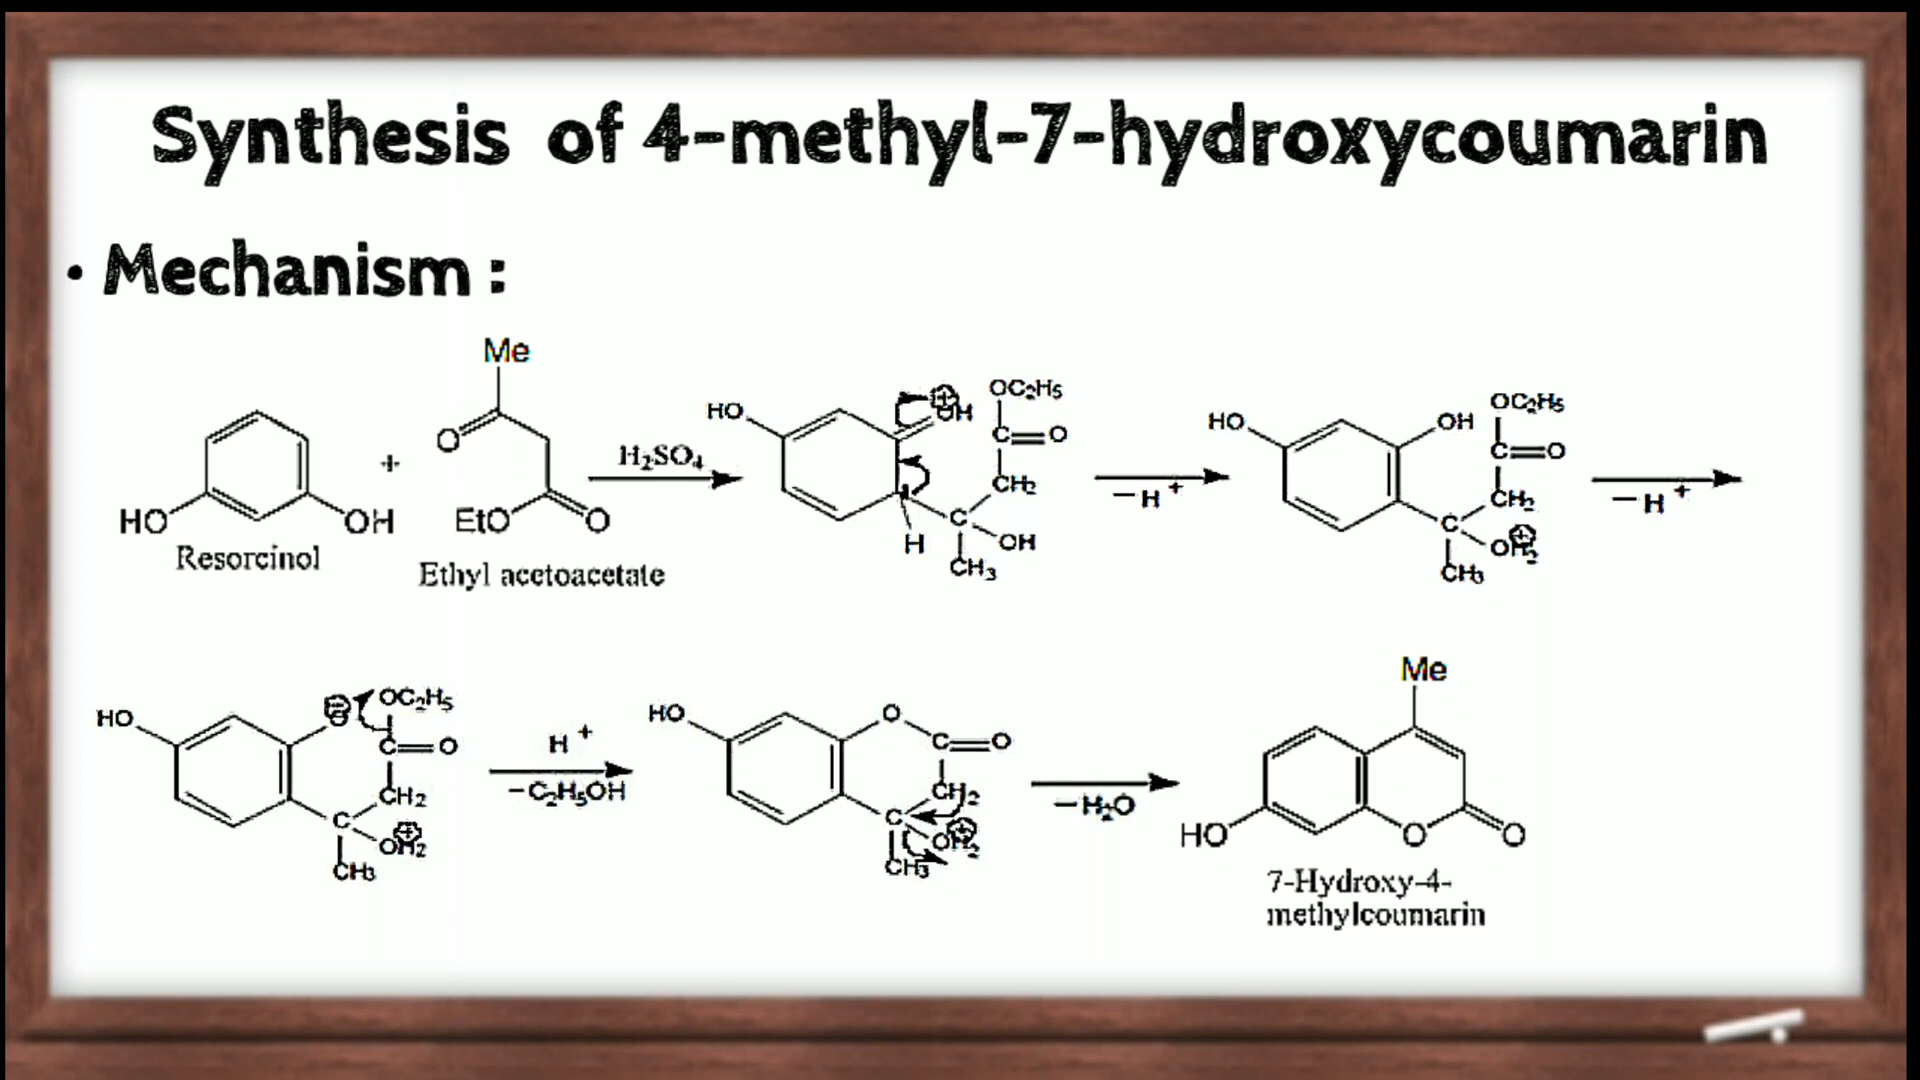 Synthesis of 4-methyl-7-hydroxycoumarin
• Mechanism :
Me
O
EtO
O
HO
OH
Resorcinol
+
Ethyl acetoacetate
H₂SO₄
HO
⊕
OH
OC₂H₅
C
O
CH₂
C
H
OH
CH₃
−H⁺
HO
OH
OC₂H₅
C
O
CH₂
C
⊕
OH₂
CH₃
−H⁺
HO
⊖
O
OC₂H₅
C
O
CH₂
C
⊕
OH₂
CH₃
H⁺
−C₂H₅OH
HO
O
C
O
CH₂
C
⊕
OH₂
CH₃
−H₂O
Me
HO
O
O
7-Hydroxy-4-
methylcoumarin